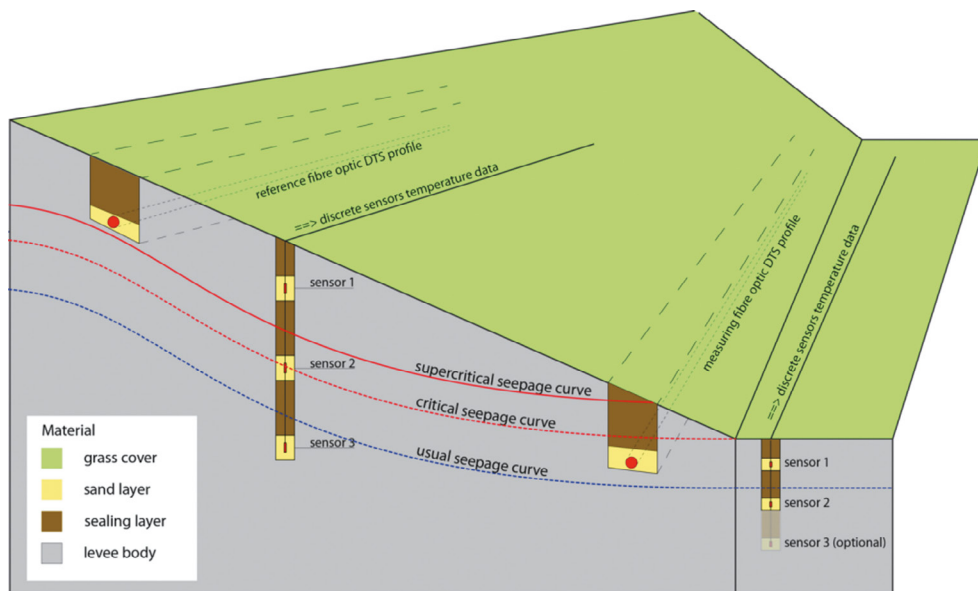 reference fibre optic DTS profile
==> discrete sensors temperature data
measuring fibre optic DTS profile
==> discrete sensors temperature data
sensor 1
sensor 2
sensor 3
supercritical seepage curve
critical seepage curve
usual seepage curve
sensor 1
sensor 2
sensor 3 (optional)
Material
grass cover
sand layer
sealing layer
levee body